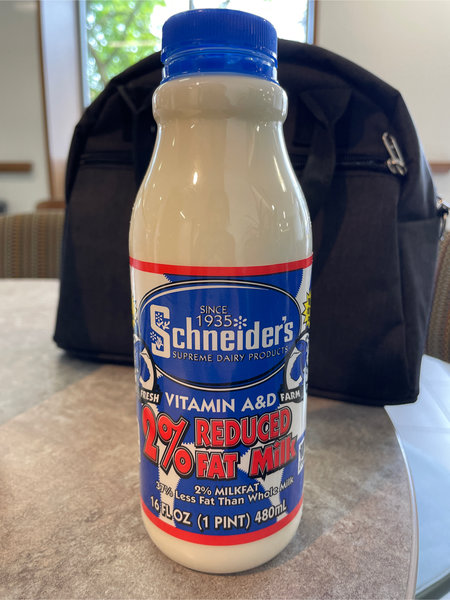 SINCE
1935
Schneider's
SUPREME DAIRY PRODUCTS
FRESH
VITAMIN A&D
FARM
2% REDUCED
FAT Milk
2% MILKFAT
37% Less Fat Than Whole Milk
16 FL OZ (1 PINT) 480mL